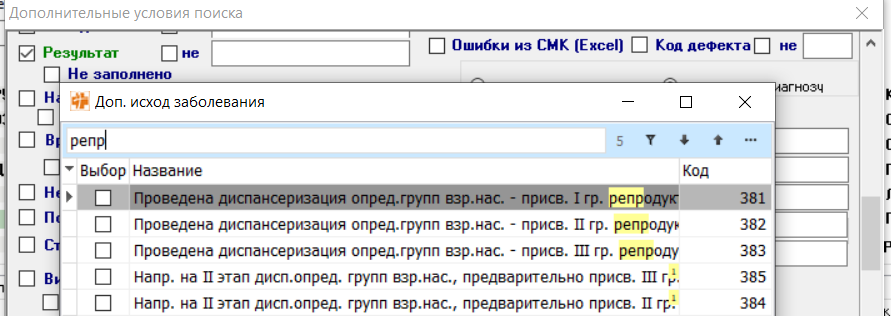 Дополнительные условия поиска
Результат не
Ошибки из СМК (Excel) Код дефекта не
Не заполнено
На
Доп. исход заболевания
Вр
репр 5
Выбор Название Код
Не Проведена диспансеризация опред.групп взр.нас. - присв. I гр. репродукт 381
По Проведена диспансеризация опред.групп взр.нас. - присв. II гр. репродук 382
Ст Проведена диспансеризация опред.групп взр.нас. - присв. III гр. репроду 383
Ви Напр. на II этап дисп.опред. групп взр.нас., предварительно присв. III гр. 385
Напр. на II этап дисп.опред. групп взр.нас., предварительно присв. II гр. 384